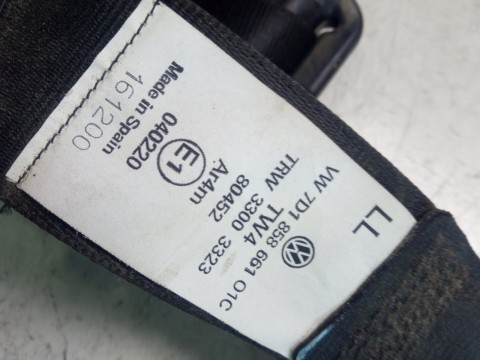 LL
VW 7D1 858 661 01C
TW4
TRW 3300 3323
80452
Ar4m
E1
040220
Made in Spain
161200